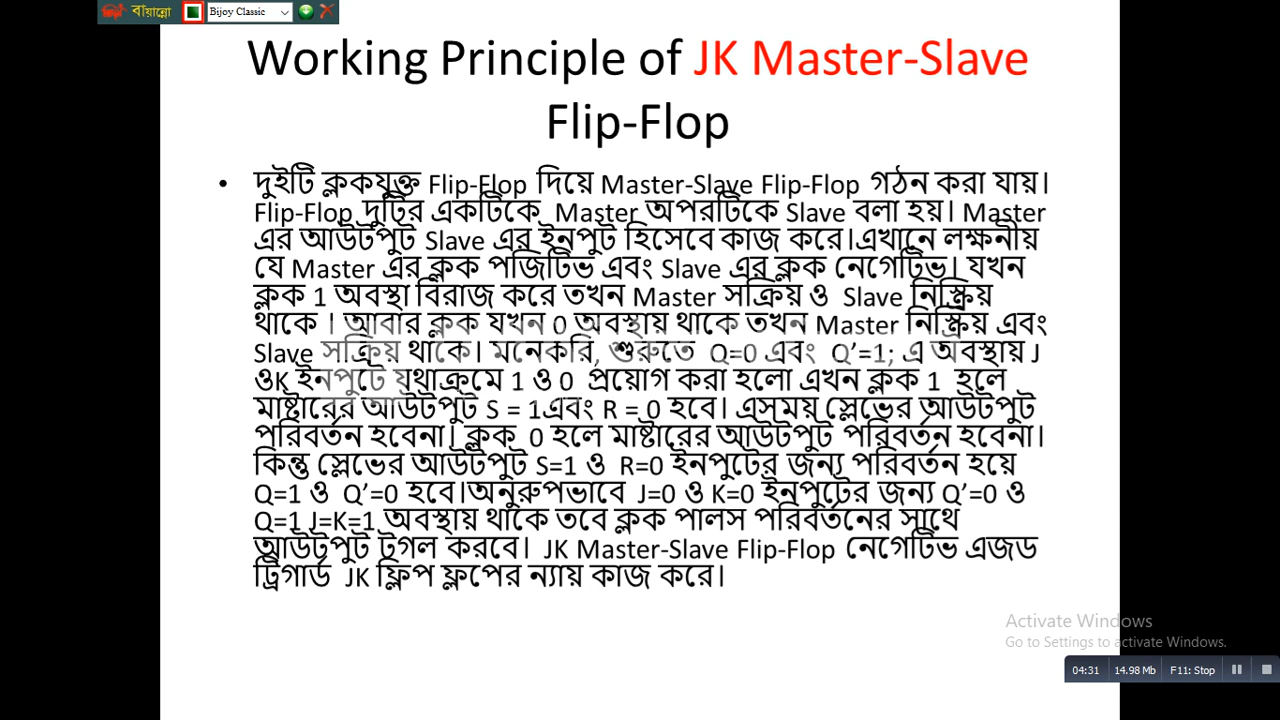 বায়ান্নো
Bijoy Classic
Working Principle of JK Master-Slave
Flip-Flop
• দুইটি ক্লকযুক্ত Flip-Flop দিয়ে Master-Slave Flip-Flop গঠন করা যায়।
Flip-Flop দুটির একটিকে Master অপরটিকে Slave বলা হয়। Master
এর আউটপুট Slave এর ইনপুট হিসেবে কাজ করে।এখানে লক্ষনীয়
যে Master এর ক্লক পজিটিভ এবং Slave এর ক্লক নেগেটিভ। যখন
ক্লক 1 অবস্থা বিরাজ করে তখন Master সক্রিয় ও Slave নিস্ক্রিয়
থাকে । আবার ক্লক যখন 0 অবস্থায় থাকে তখন Master নিস্ক্রিয় এবং
Slave সক্রিয় থাকে। মনেকরি, শুরুতে Q=0 এবং Q’=1; এ অবস্থায় J
ওK ইনপুটে যথাক্রমে 1 ও 0 প্রয়োগ করা হলো এখন ক্লক 1 হলে
মাষ্টারের আউটপুট S = 1এবং R = 0 হবে। এসময় স্লেভের আউটপুট
পরিবর্তন হবেনা। ক্লক 0 হলে মাষ্টারের আউটপুট পরিবর্তন হবেনা।
কিন্তু স্লেভের আউটপুট S=1 ও R=0 ইনপুটের জন্য পরিবর্তন হয়ে
Q=1 ও Q’=0 হবে।অনুরুপভাবে J=0 ও K=0 ইনপুটের জন্য Q’=0 ও
Q=1 J=K=1 অবস্থায় থাকে তবে ক্লক পালস পরিবর্তনের সাথে
আউটপুট টগল করবে। JK Master-Slave Flip-Flop নেগেটিভ এজড
ট্রিগার্ড JK ফ্লিপ ফ্লপের ন্যায় কাজ করে।
Activate Windows
Go to Settings to activate Windows.
04:31 14.98 Mb F11: Stop